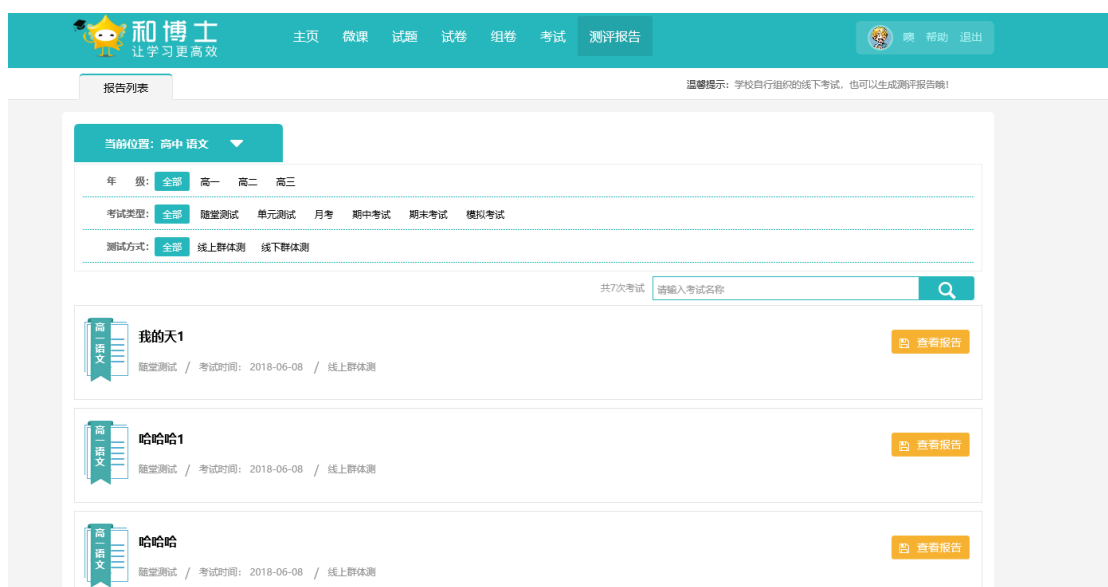 和博士
让学习更高效
主页 微课 试题 试卷 组卷 考试 测评报告
噢 帮助 退出
报告列表
温馨提示：学校自行组织的线下考试，也可以生成测评报告哦！
当前位置：高中 语文
年 级：全部 高一 高二 高三
考试类型：全部 随堂测试 单元测试 月考 期中考试 期末考试 模拟考试
测试方式：全部 线上群体测 线下群体测
共7次考试 请输入考试名称
高一语文
我的天1
查看报告
随堂测试 / 考试时间：2018-06-08 / 线上群体测
高一语文
哈哈哈1
查看报告
随堂测试 / 考试时间：2018-06-08 / 线上群体测
高一语文
哈哈哈
查看报告
随堂测试 / 考试时间：2018-06-08 / 线上群体测